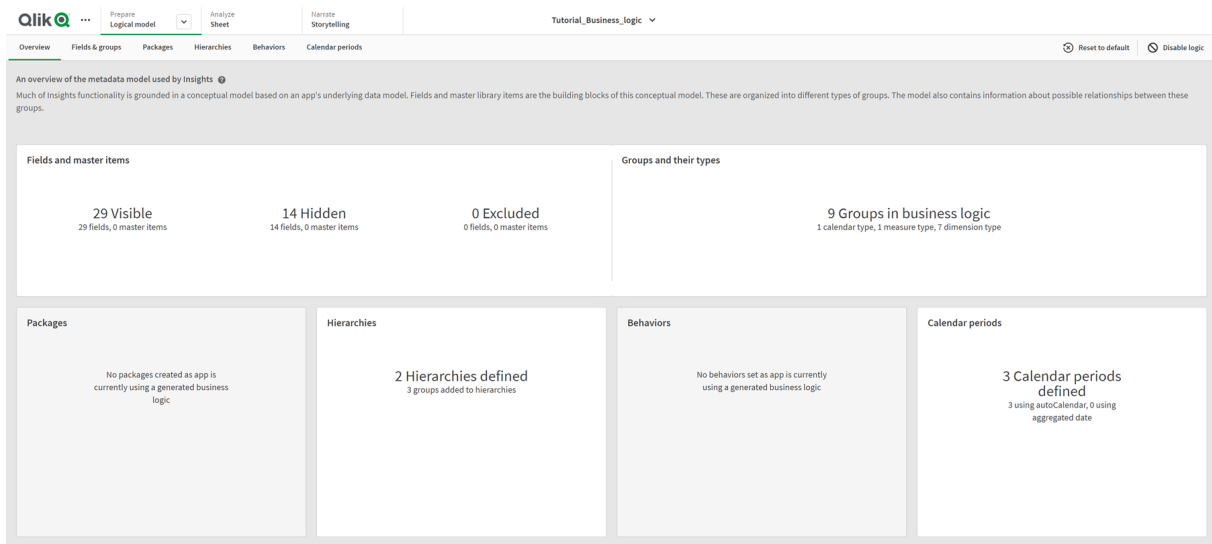 Qlik
Prepare
Logical model
Analyze
Sheet
Narrate
Storytelling
Tutorial_Business_logic
Overview
Fields & groups
Packages
Hierarchies
Behaviors
Calendar periods
Reset to default
Disable logic
An overview of the metadata model used by Insights
Much of Insights functionality is grounded in a conceptual model based on an app's underlying data model. Fields and master library items are the building blocks of this conceptual model. These are organized into different types of groups. The model also contains information about possible relationships between these
groups.
Fields and master items
29 Visible
29 fields, 0 master items
14 Hidden
14 fields, 0 master items
0 Excluded
0 fields, 0 master items
Groups and their types
9 Groups in business logic
1 calendar type, 1 measure type, 7 dimension type
Packages
No packages created as app is
currently using a generated business
logic
Hierarchies
2 Hierarchies defined
3 groups added to hierarchies
Behaviors
No behaviors set as app is currently
using a generated business logic
Calendar periods
3 Calendar periods
defined
3 using autoCalendar, 0 using
aggregated date